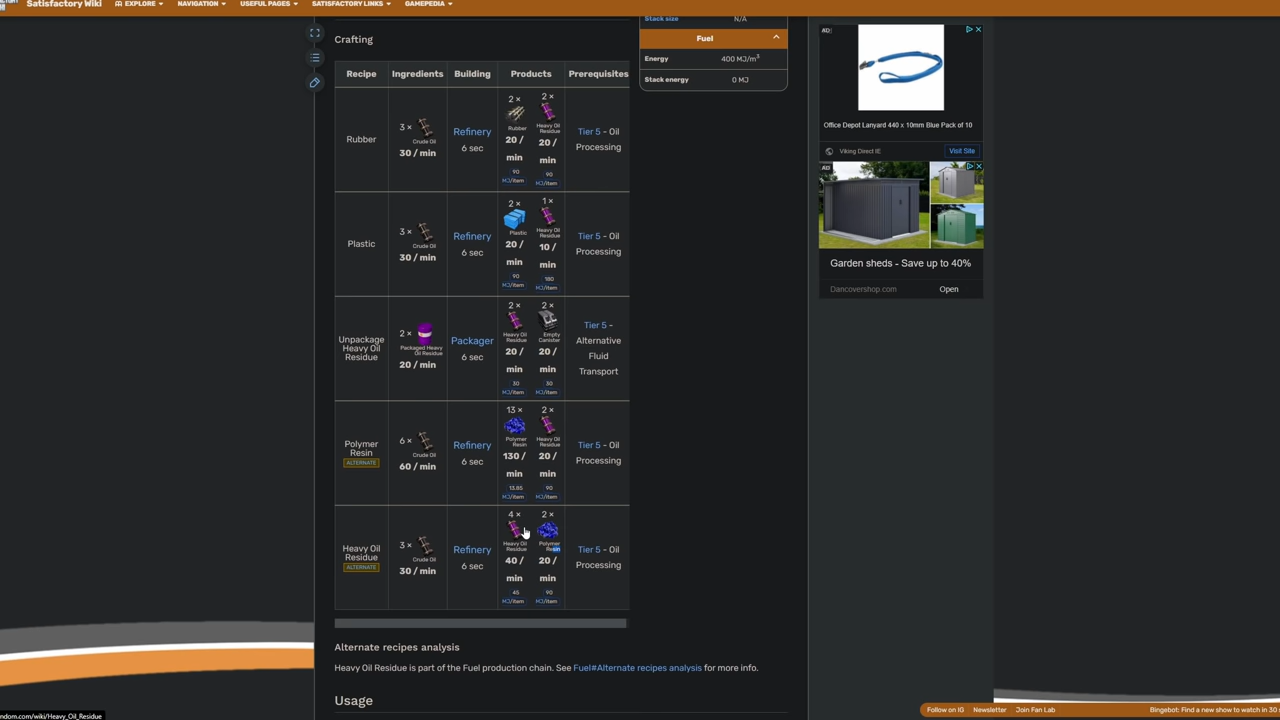 Satisfactory Wiki
EXPLORE
NAVIGATION
USEFUL PAGES
SATISFACTORY LINKS
GAMEPEDIA
Stack size
N/A
Fuel
Energy
400 MJ/m³
Stack energy
0 MJ
Crafting
Recipe
Ingredients
Building
Products
Prerequisites
Rubber
3 ×
Crude Oil
30 / min
Refinery
6 sec
2 ×
Rubber
20 /
min
90
MJ/item
2 ×
Heavy Oil
Residue
20 /
min
90
MJ/item
Tier 5 - Oil
Processing
Plastic
3 ×
Crude Oil
30 / min
Refinery
6 sec
2 ×
Plastic
20 /
min
90
MJ/item
1 ×
Heavy Oil
Residue
10 /
min
180
MJ/item
Tier 5 - Oil
Processing
Unpackage
Heavy Oil
Residue
2 ×
Packaged Heavy
Oil Residue
20 / min
Packager
6 sec
2 ×
Heavy Oil
Residue
20 /
min
30
MJ/item
2 ×
Empty
Canister
20 /
min
30
MJ/item
Tier 5 -
Alternative
Fluid
Transport
Polymer
Resin
ALTERNATE
6 ×
Crude Oil
60 / min
Refinery
6 sec
13 ×
Polymer
Resin
130 /
min
13.85
MJ/item
2 ×
Heavy Oil
Residue
20 /
min
90
MJ/item
Tier 5 - Oil
Processing
Heavy Oil
Residue
ALTERNATE
3 ×
Crude Oil
30 / min
Refinery
6 sec
4 ×
Heavy Oil
Residue
40 /
min
45
MJ/item
2 ×
Polymer
Resin
20 /
min
90
MJ/item
Tier 5 - Oil
Processing
Alternate recipes analysis
Heavy Oil Residue is part of the Fuel production chain. See Fuel#Alternate recipes analysis for more info.
Usage
AD
Office Depot Lanyard 440 x 10mm Blue Pack of 10
Viking Direct IE
Visit Site
AD
Garden sheds - Save up to 40%
Dancovershop.com
Open
ndom.com/wiki/Heavy_Oil_Residue
Follow on IG
Newsletter
Join Fan Lab
Bingebot: Find a new show to watch in 30 s